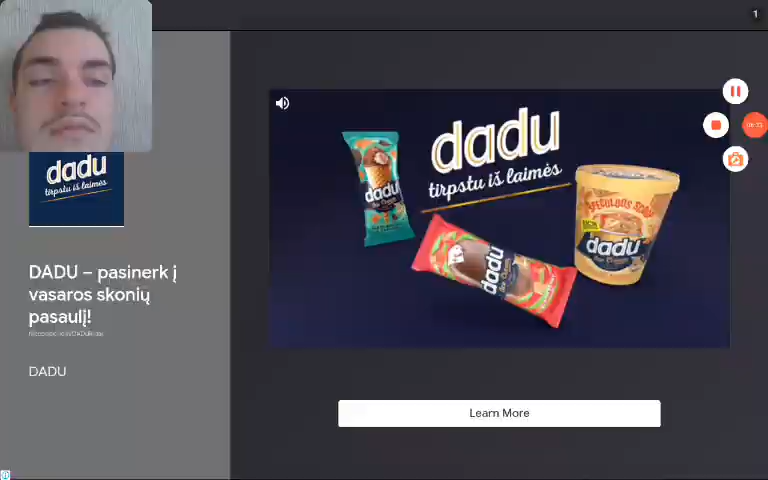 1
dadu
tirpstu iš laimės
dadu
tirpstu iš laimės
dadu
SPECULOOS
dadu
dadu
DADU – pasinerk į
vasaros skonių
pasaulį!
DADU
Learn More